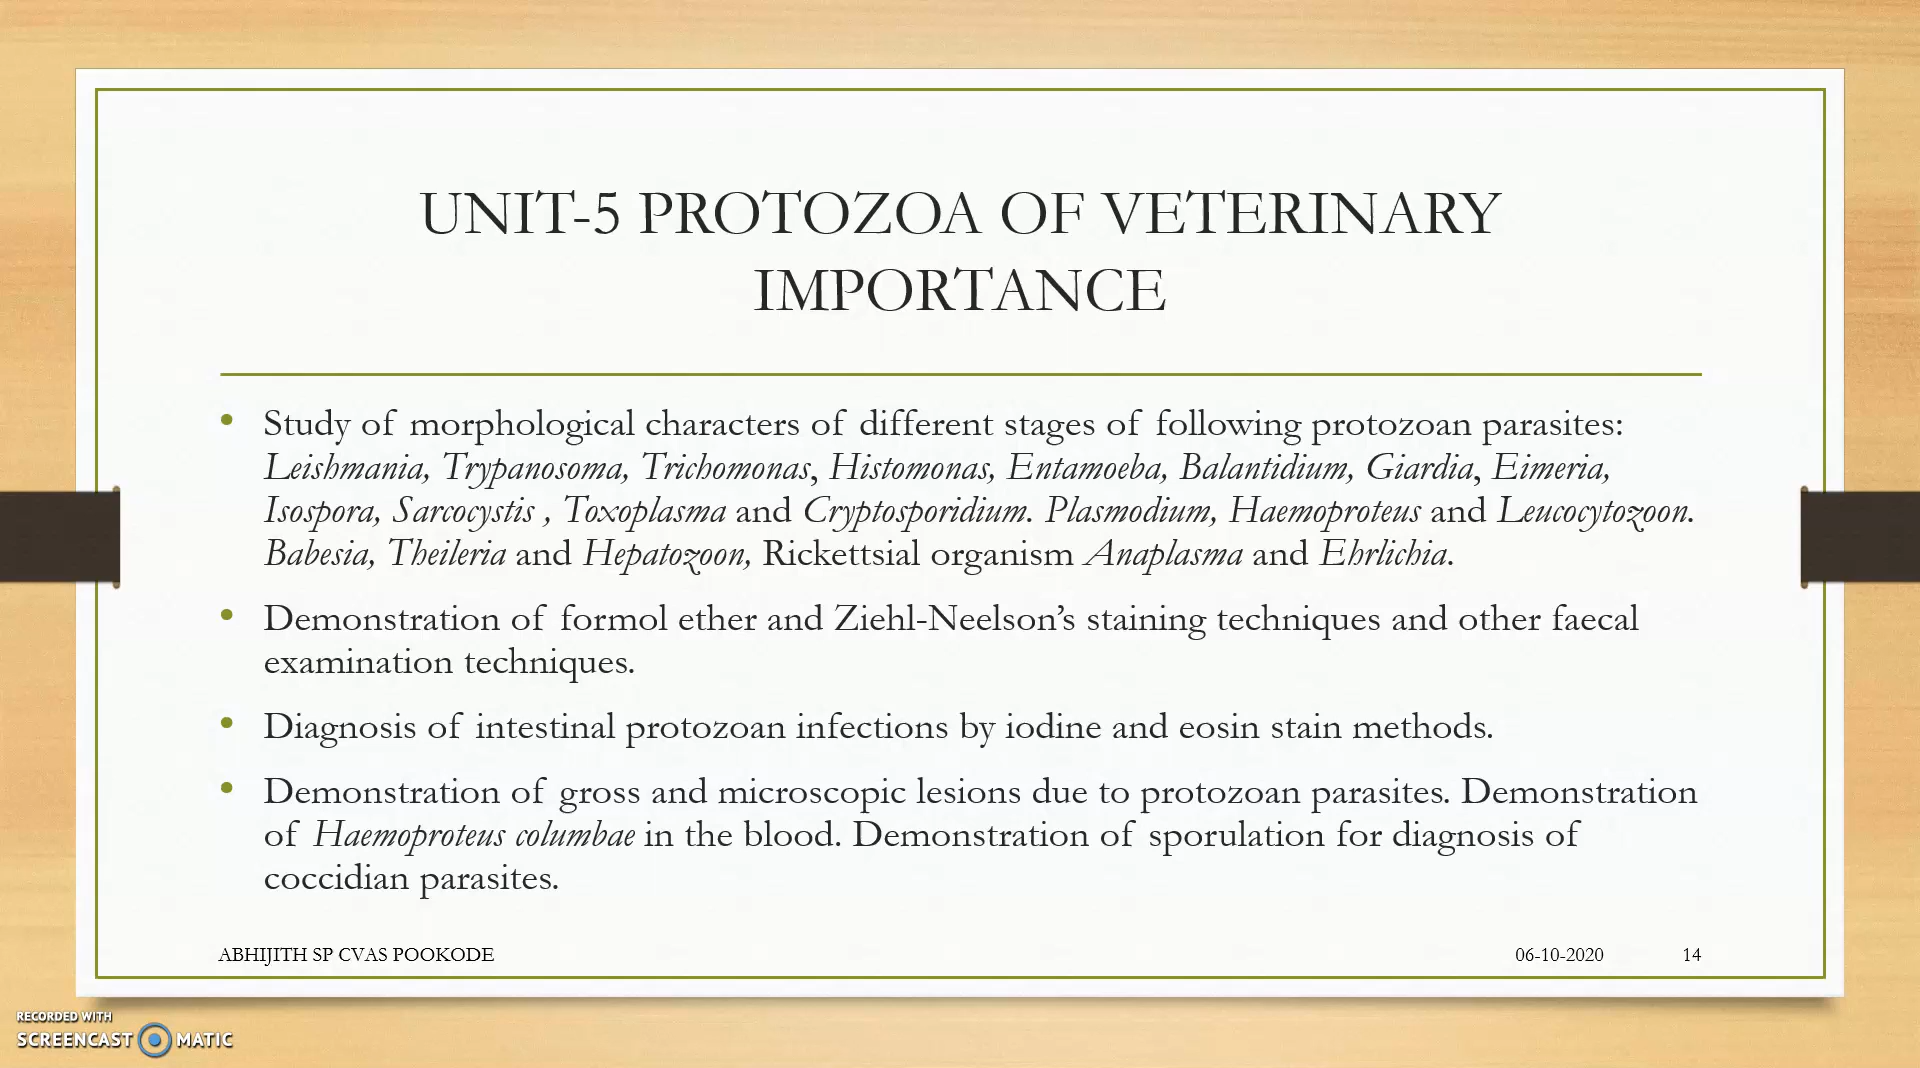 UNIT-5 PROTOZOA OF VETERINARY
IMPORTANCE
• Study of morphological characters of different stages of following protozoan parasites:
Leishmania, Trypanosoma, Trichomonas, Histomonas, Entamoeba, Balantidium, Giardia, Eimeria,
Isospora, Sarcocystis , Toxoplasma and Cryptosporidium. Plasmodium, Haemoproteus and Leucocytozoon.
Babesia, Theileria and Hepatozoon, Rickettsial organism Anaplasma and Ehrlichia.
• Demonstration of formol ether and Ziehl-Neelson’s staining techniques and other faecal
examination techniques.
• Diagnosis of intestinal protozoan infections by iodine and eosin stain methods.
• Demonstration of gross and microscopic lesions due to protozoan parasites. Demonstration
of Haemoproteus columbae in the blood. Demonstration of sporulation for diagnosis of
coccidian parasites.
ABHIJITH SP CVAS POOKODE 06-10-2020 14
RECORDED WITH
SCREENCAST MATIC